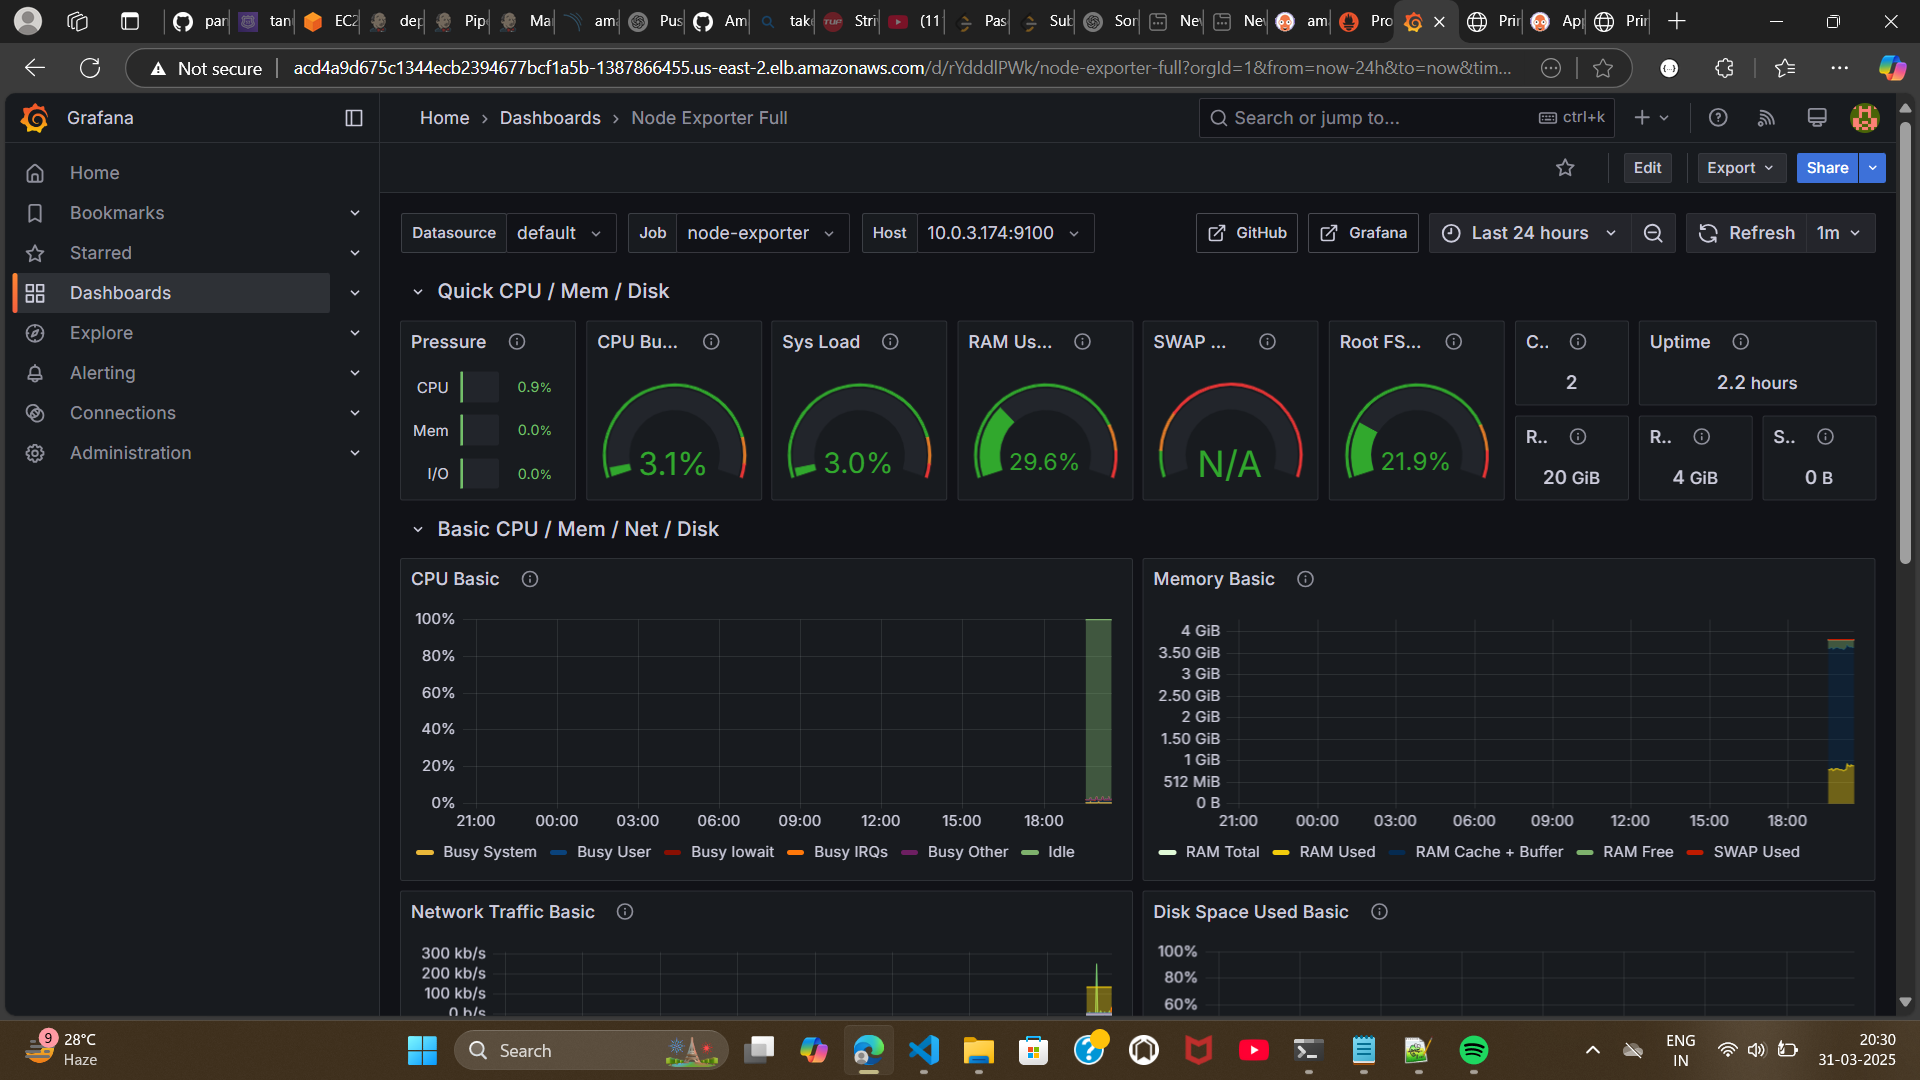 par
tan
EC2
dep
Pip
Ma
ama
Pus
Am
take
Stri
(11
Pas
Sub
Sor
Nev
Nev
am
Pro
Prir
App
Prir
Not secure
acd4a9d675c1344ecb2394677bcf1a5b-1387866455.us-east-2.elb.amazonaws.com/d/rYdddlPWk/node-exporter-full?orgId=1&from=now-24h&to=now&tim...
Grafana
Home › Dashboards › Node Exporter Full
Search or jump to...
ctrl+k
Home
Bookmarks
Starred
Dashboards
Explore
Alerting
Connections
Administration
Edit
Export
Share
Datasource default
Job node-exporter
Host 10.0.3.174:9100
GitHub
Grafana
Last 24 hours
Refresh 1m
Quick CPU / Mem / Disk
Pressure
CPU 0.9%
Mem 0.0%
I/O 0.0%
CPU Bu...
3.1%
Sys Load
3.0%
RAM Us...
29.6%
SWAP ...
N/A
Root FS...
21.9%
C..
2
Uptime
2.2 hours
R..
20 GiB
R..
4 GiB
S..
0 B
Basic CPU / Mem / Net / Disk
CPU Basic
100%
80%
60%
40%
20%
0%
21:00 00:00 03:00 06:00 09:00 12:00 15:00 18:00
Busy System Busy User Busy Iowait Busy IRQs Busy Other Idle
Memory Basic
4 GiB
3.50 GiB
3 GiB
2.50 GiB
2 GiB
1.50 GiB
1 GiB
512 MiB
0 B
21:00 00:00 03:00 06:00 09:00 12:00 15:00 18:00
RAM Total RAM Used RAM Cache + Buffer RAM Free SWAP Used
Network Traffic Basic
300 kb/s
200 kb/s
100 kb/s
0 b/s
Disk Space Used Basic
100%
80%
60%
9
28°C
Haze
Search
ENG
IN
20:30
31-03-2025